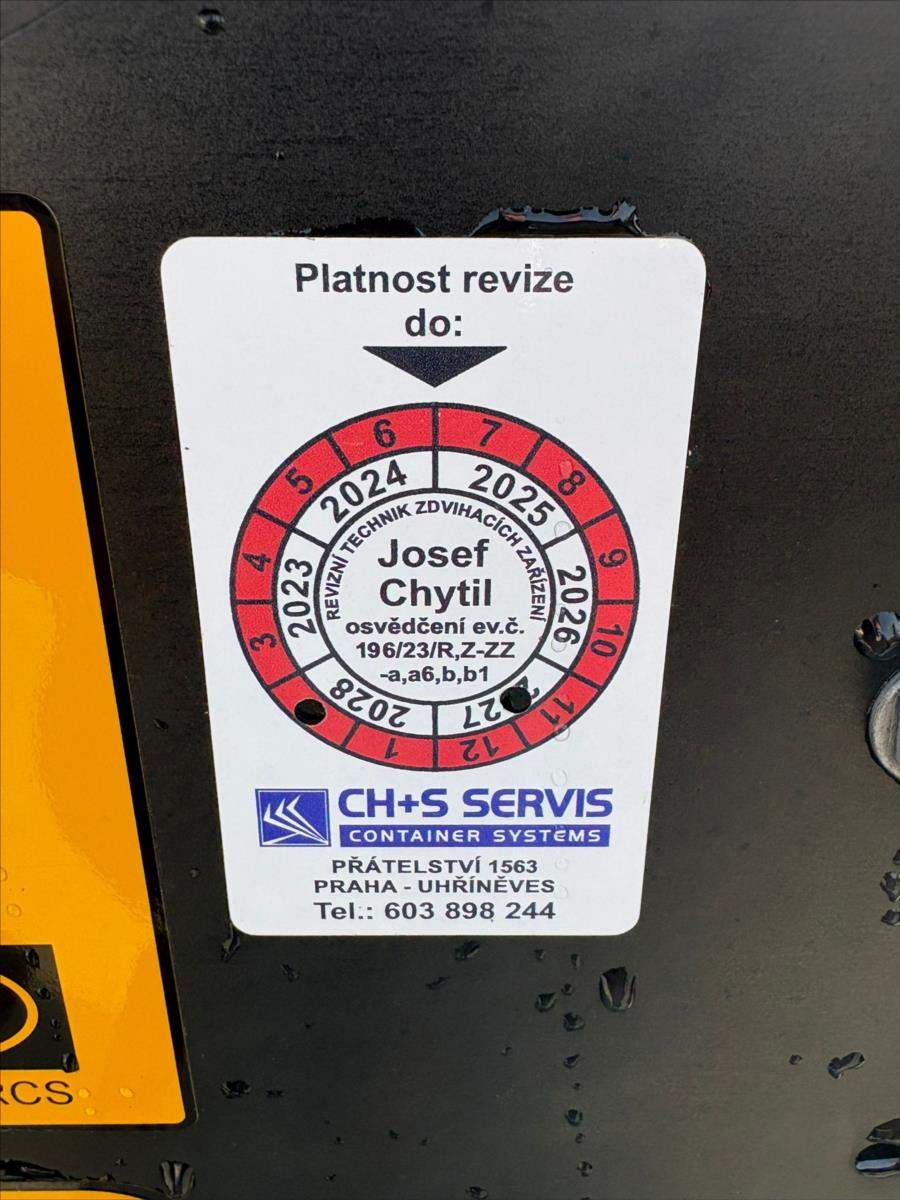 Platnost revize
do:
6 7
5 8
4 9
3 10
11
1 12
2024 2025
2023 2026
2028 27
REVIZNÍ TECHNIK ZDVIHACÍCH ZAŘÍZENÍ
Josef
Chytil
osvědčení ev.č.
196/23/R,Z-ZZ
-a,a6,b,b1
CH+S SERVIS
CONTAINER SYSTEMS
PŘÁTELSTVÍ 1563
PRAHA - UHŘÍNĚVES
Tel.: 603 898 244
RCS